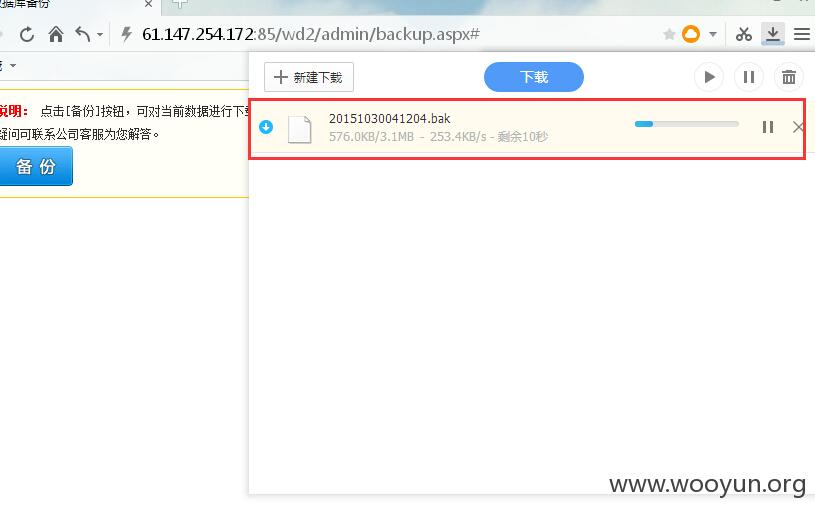 据库备份
61.147.254.172:85/wd2/admin/backup.aspx#
新建下载
下载
说明： 点击[备份]按钮，可对当前数据进行下载
疑问可联系公司客服为您解答。
备 份
20151030041204.bak
576.0KB/3.1MB - 253.4KB/s - 剩余10秒
www.wooyun.org